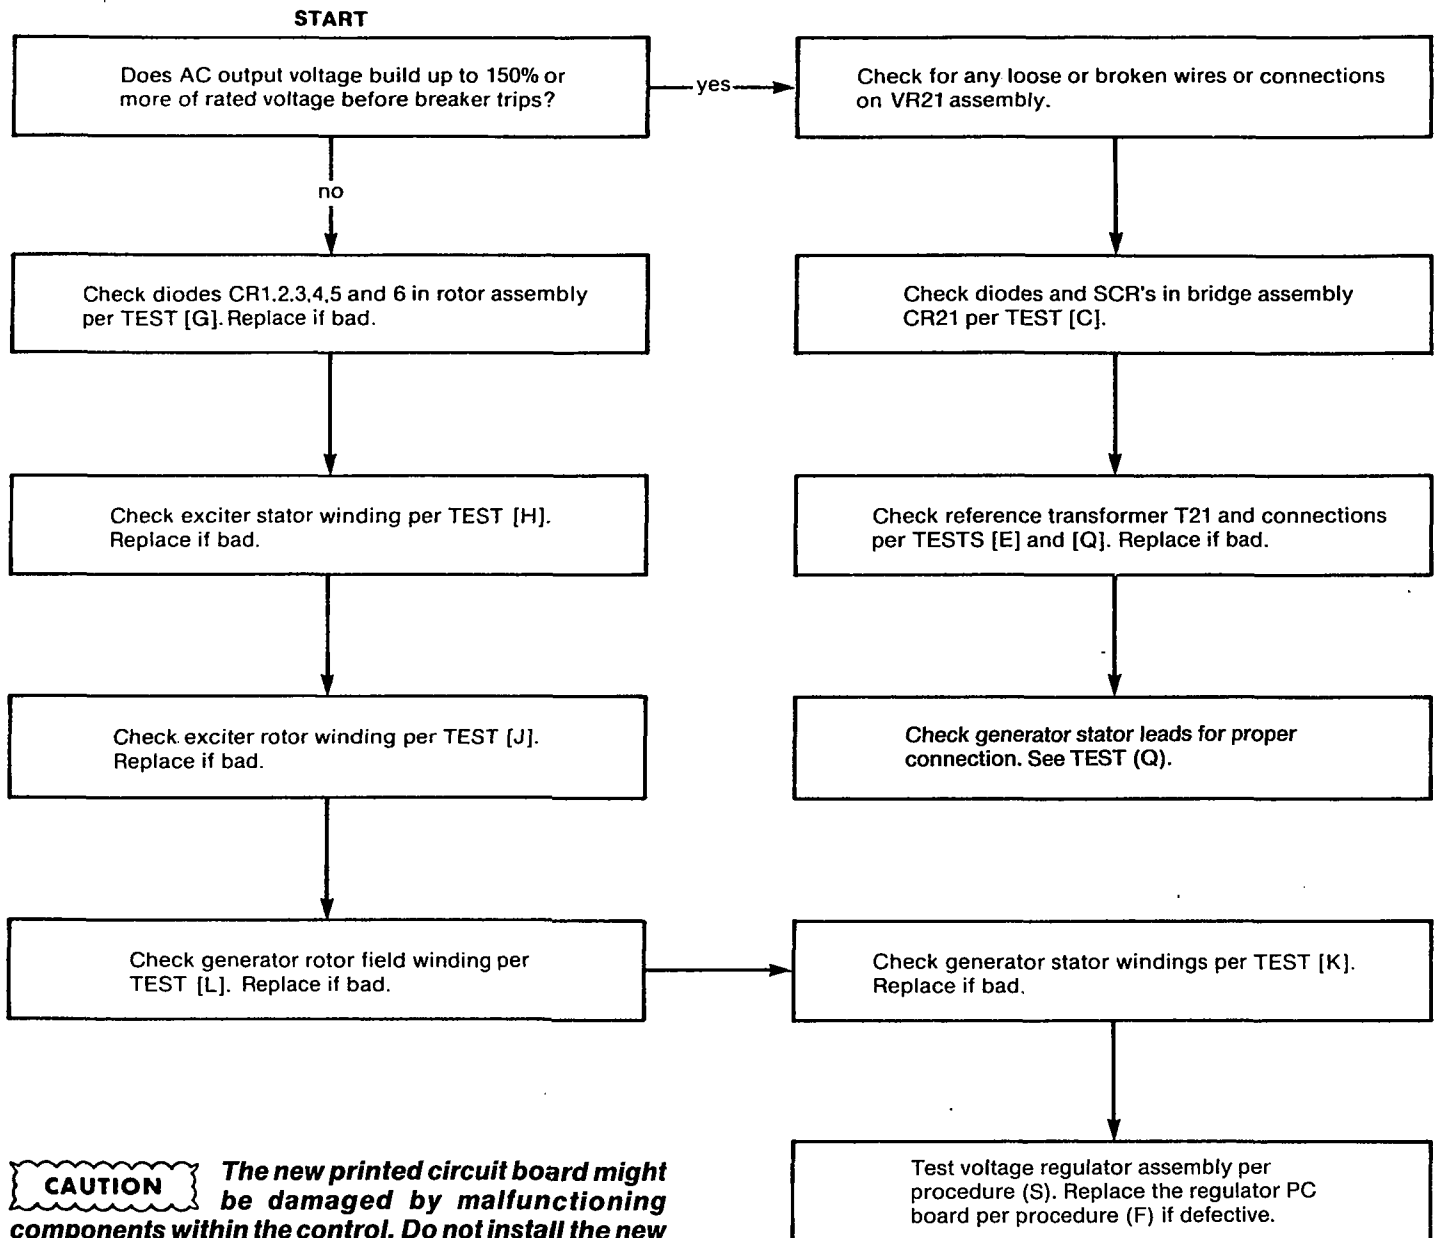 START
Does AC output voltage build up to 150% or
more of rated voltage before breaker trips?
yes
Check for any loose or broken wires or connections
on VR21 assembly.
no
Check diodes CR1,2,3,4,5 and 6 in rotor assembly
per TEST [G]. Replace if bad.
Check diodes and SCR's in bridge assembly
CR21 per TEST [C].
Check exciter stator winding per TEST [H].
Replace if bad.
Check reference transformer T21 and connections
per TESTS [E] and [Q]. Replace if bad.
Check exciter rotor winding per TEST [J].
Replace if bad.
Check generator stator leads for proper
connection. See TEST (Q).
Check generator rotor field winding per
TEST [L]. Replace if bad.
Check generator stator windings per TEST [K].
Replace if bad.
Test voltage regulator assembly per
procedure (S). Replace the regulator PC
board per procedure (F) if defective.
CAUTION
The new printed circuit board might
be damaged by malfunctioning
components within the control. Do not install the new